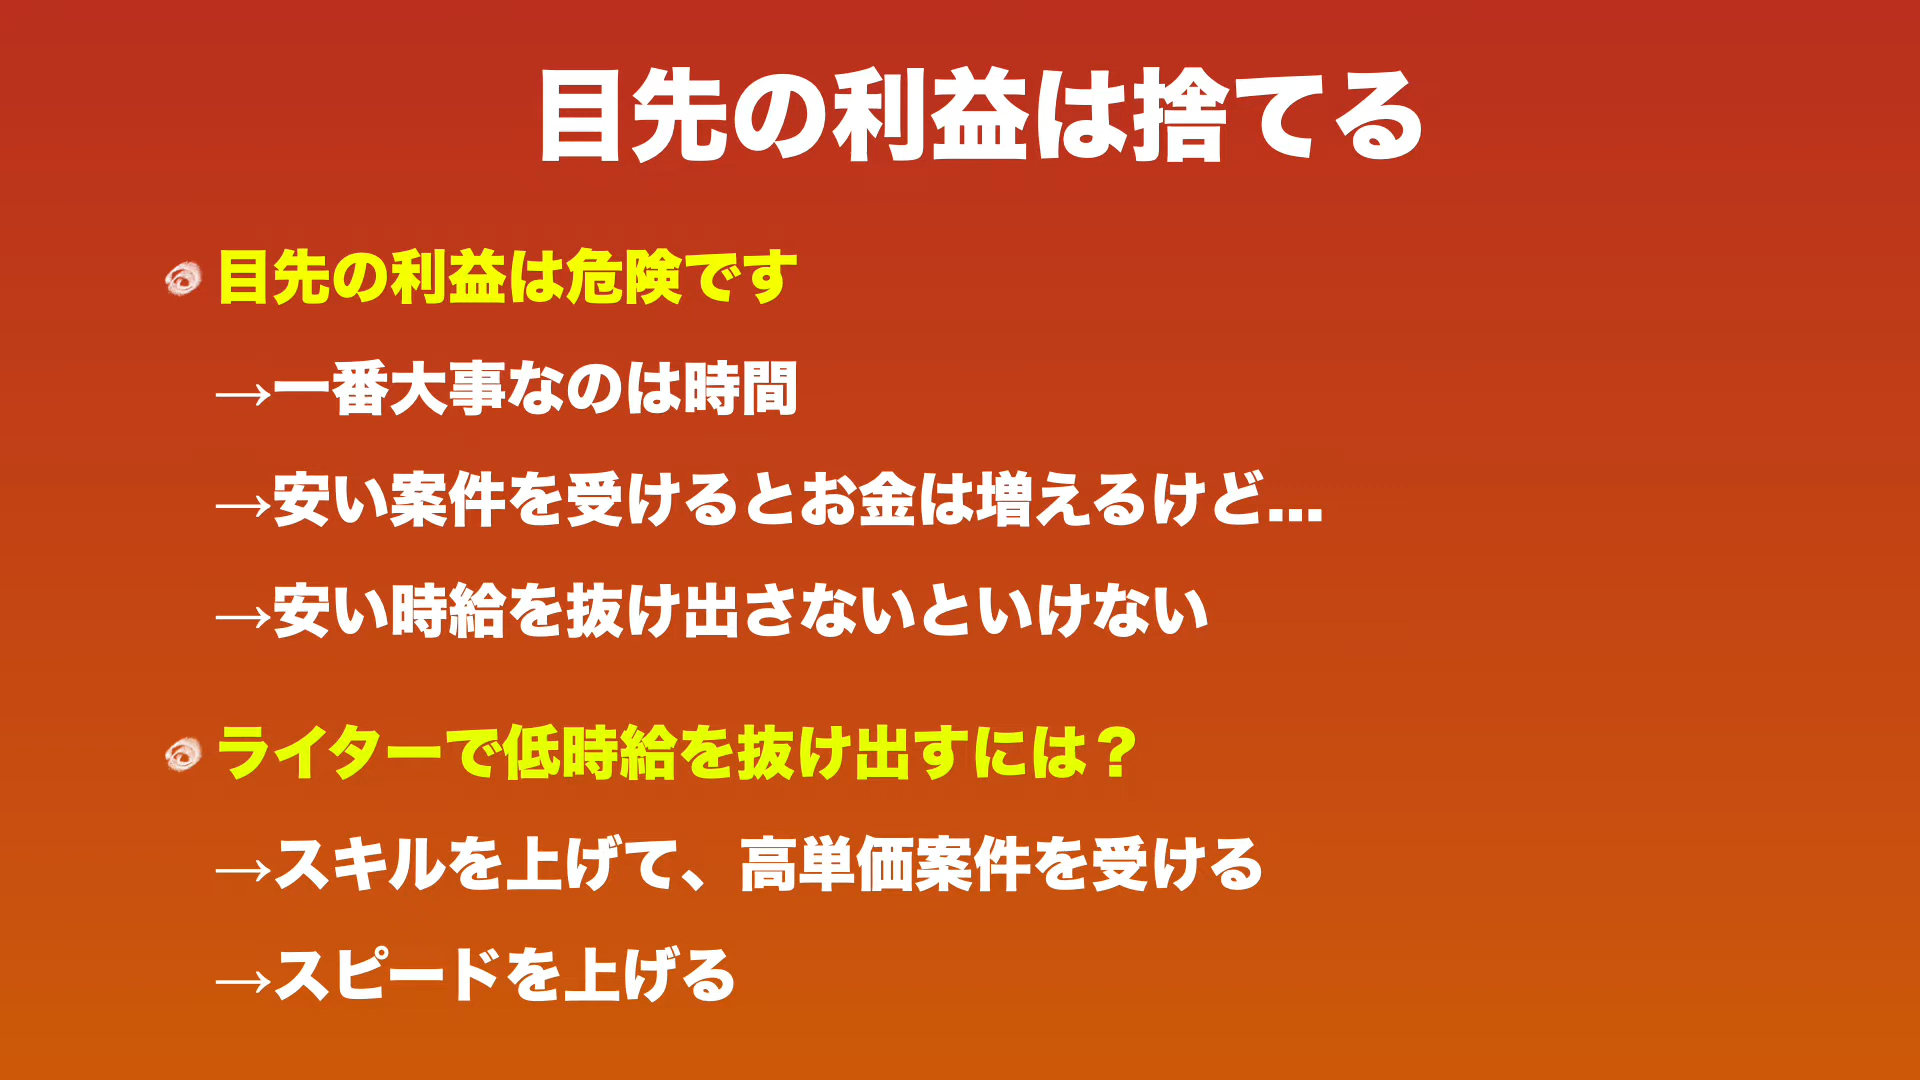 目先の利益は捨てる
目先の利益は危険です
→一番大事なのは時間
→安い案件を受けるとお金は増えるけど...
→安い時給を抜け出さないといけない
ライターで低時給を抜け出すには？
→スキルを上げて、高単価案件を受ける
→スピードを上げる